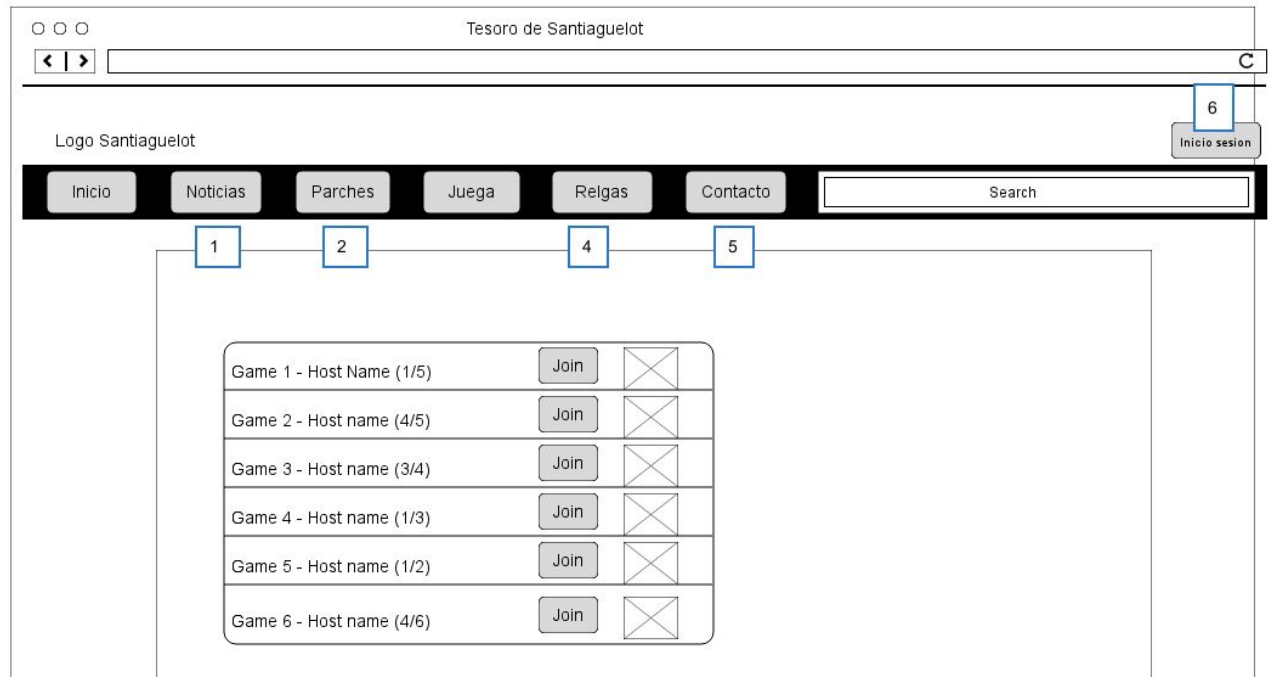 Tesoro de Santiaguelot
6
Logo Santiaguelot
Inicio sesion
Inicio Noticias Parches Juega Relgas Contacto Search
1 2 4 5
Game 1 - Host Name (1/5) Join
Game 2 - Host name (4/5) Join
Game 3 - Host name (3/4) Join
Game 4 - Host name (1/3) Join
Game 5 - Host name (1/2) Join
Game 6 - Host name (4/6) Join